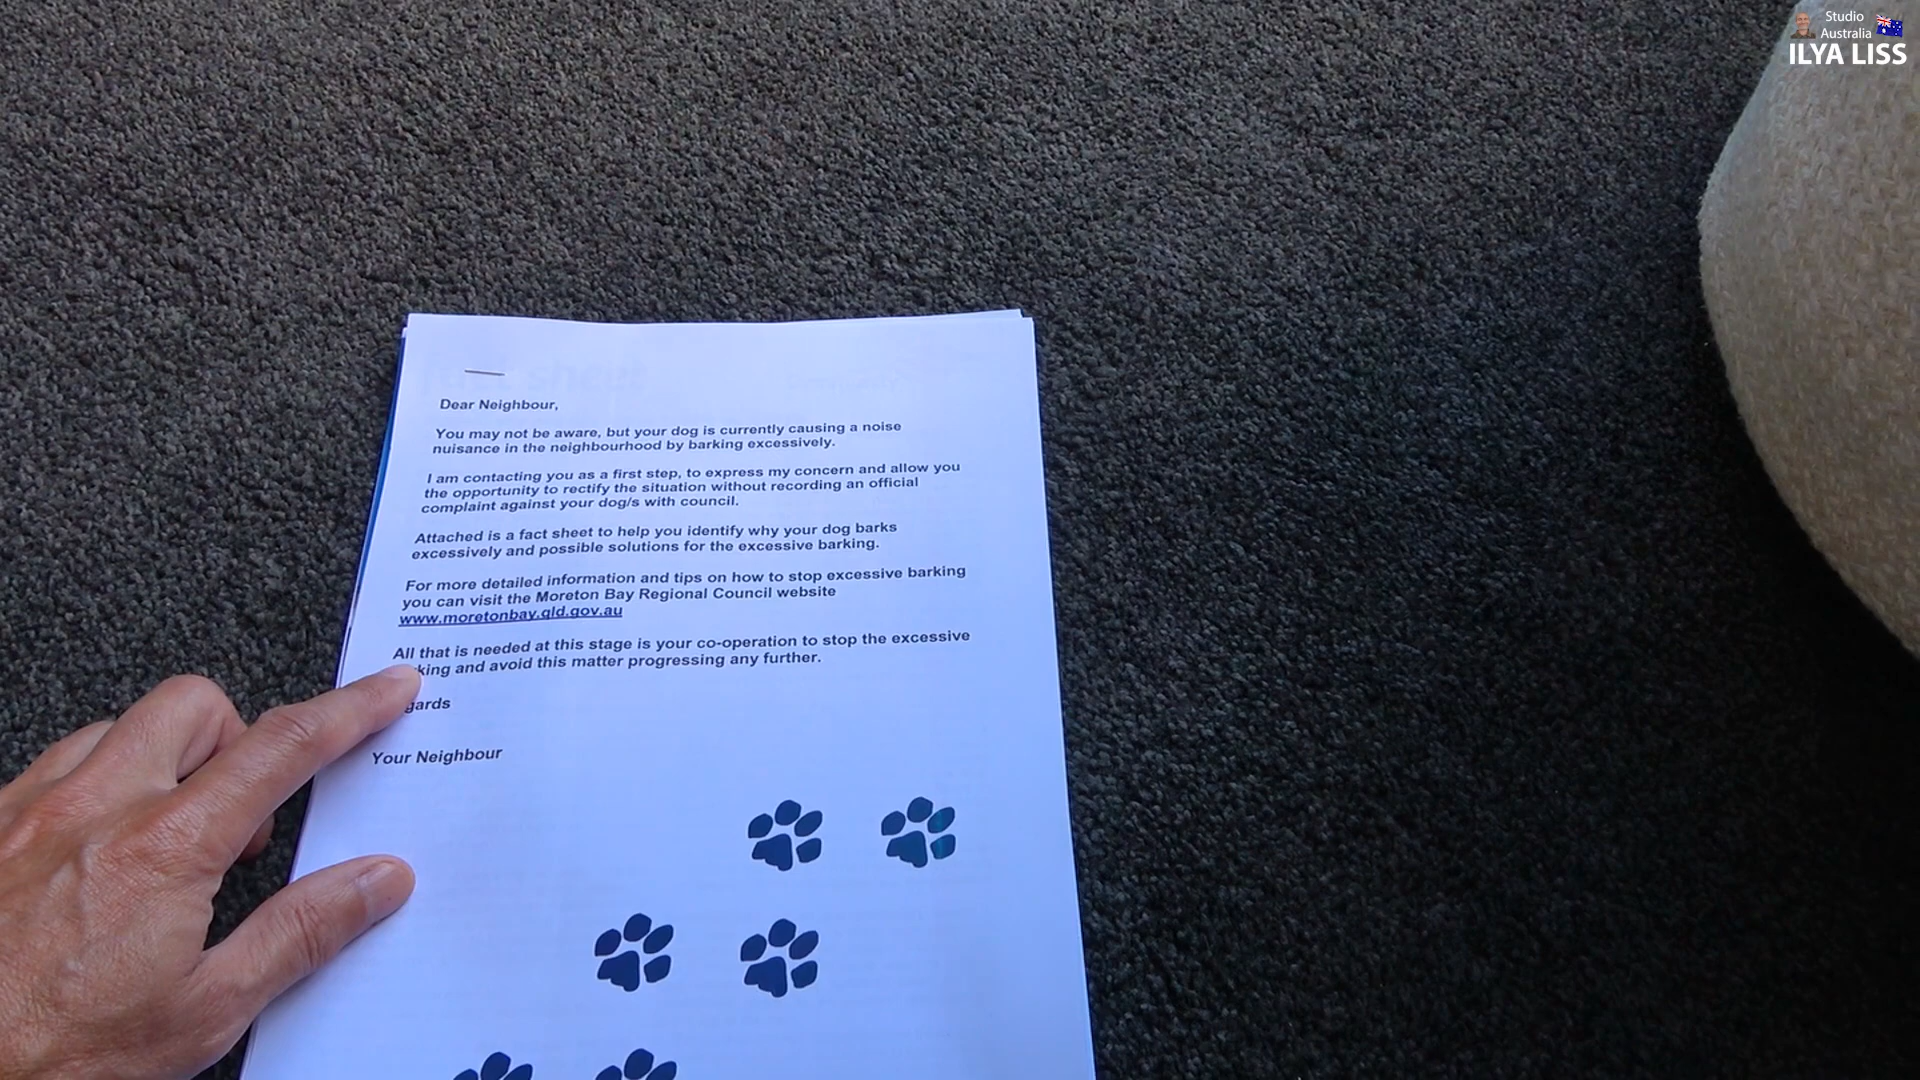 Studio
Australia
ILYA LISS
Dear Neighbour,
You may not be aware, but your dog is currently causing a noise
nuisance in the neighbourhood by barking excessively.
I am contacting you as a first step, to express my concern and allow you
the opportunity to rectify the situation without recording an official
complaint against your dog/s with council.
Attached is a fact sheet to help you identify why your dog barks
excessively and possible solutions for the excessive barking.
For more detailed information and tips on how to stop excessive barking
you can visit the Moreton Bay Regional Council website
www.moretonbay.qld.gov.au
All that is needed at this stage is your co-operation to stop the excessive
king and avoid this matter progressing any further.
gards
Your Neighbour